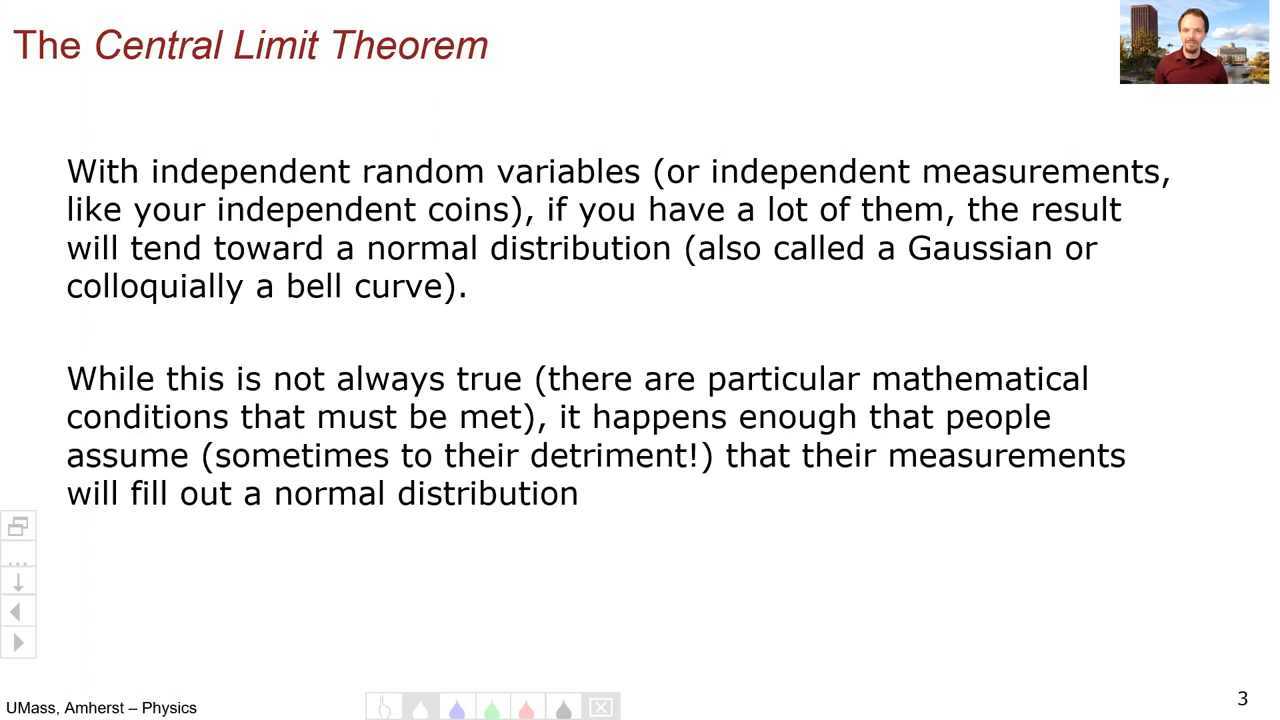 The Central Limit Theorem
With independent random variables (or independent measurements,
like your independent coins), if you have a lot of them, the result
will tend toward a normal distribution (also called a Gaussian or
colloquially a bell curve).
While this is not always true (there are particular mathematical
conditions that must be met), it happens enough that people
assume (sometimes to their detriment!) that their measurements
will fill out a normal distribution
UMass, Amherst – Physics
3